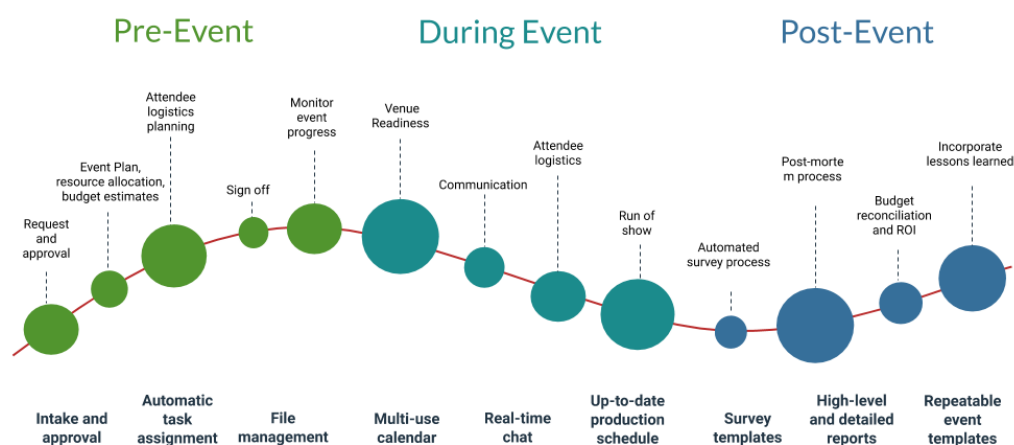 Pre-Event
During Event
Post-Event
Attendee
logistics
planning
Monitor
event
progress
Venue
Readiness
Event Plan,
resource allocation,
budget estimates
Sign off
Request
and
approval
Communication
Attendee
logistics
Run of
show
Automated
survey process
Post-morte
m process
Budget
reconciliation
and ROI
Incorporate
lessons learned
Intake and
approval
Automatic
task
assignment
File
management
Multi-use
calendar
Real-time
chat
Up-to-date
production
schedule
Survey
templates
High-level
and detailed
reports
Repeatable
event
templates